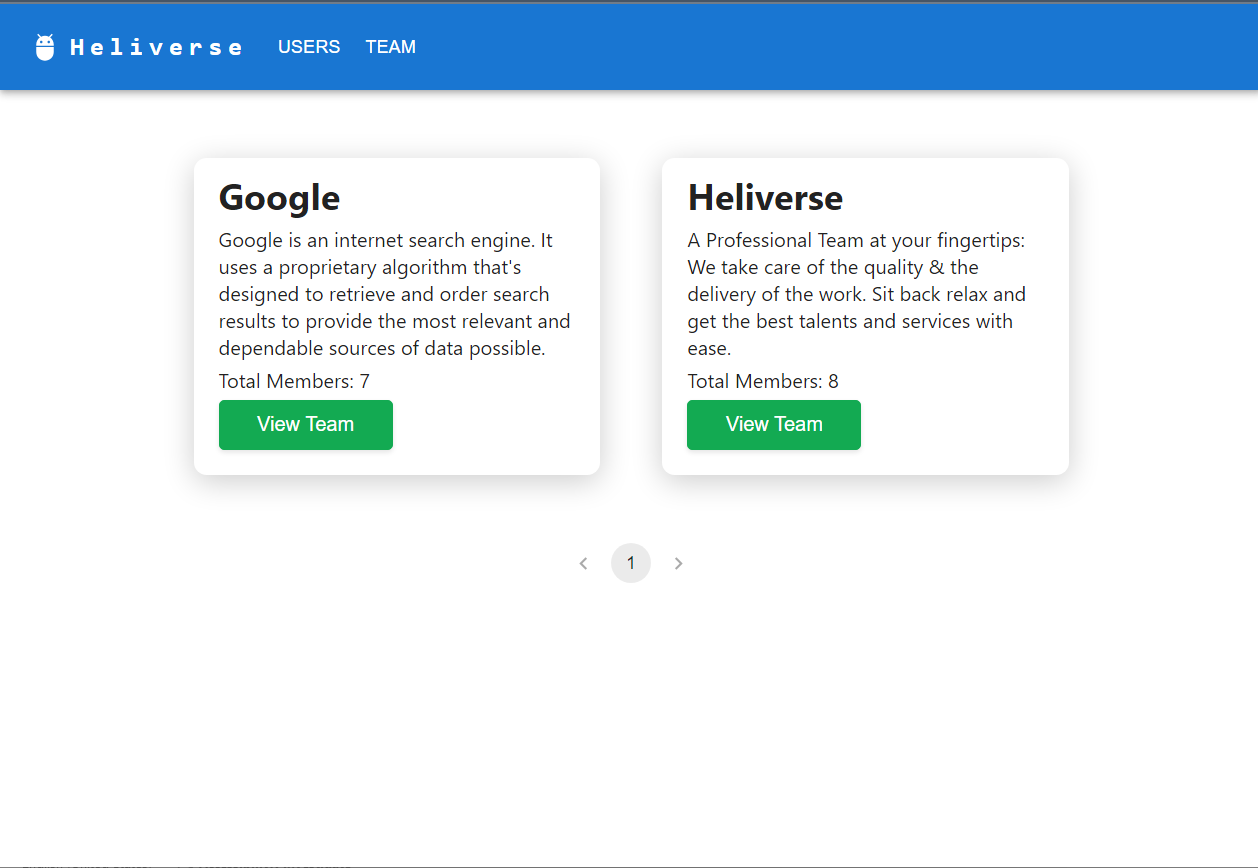 Heliverse
USERS
TEAM
Google
Google is an internet search engine. It
uses a proprietary algorithm that's
designed to retrieve and order search
results to provide the most relevant and
dependable sources of data possible.
Total Members: 7
View Team
Heliverse
A Professional Team at your fingertips:
We take care of the quality & the
delivery of the work. Sit back relax and
get the best talents and services with
ease.
Total Members: 8
View Team
1